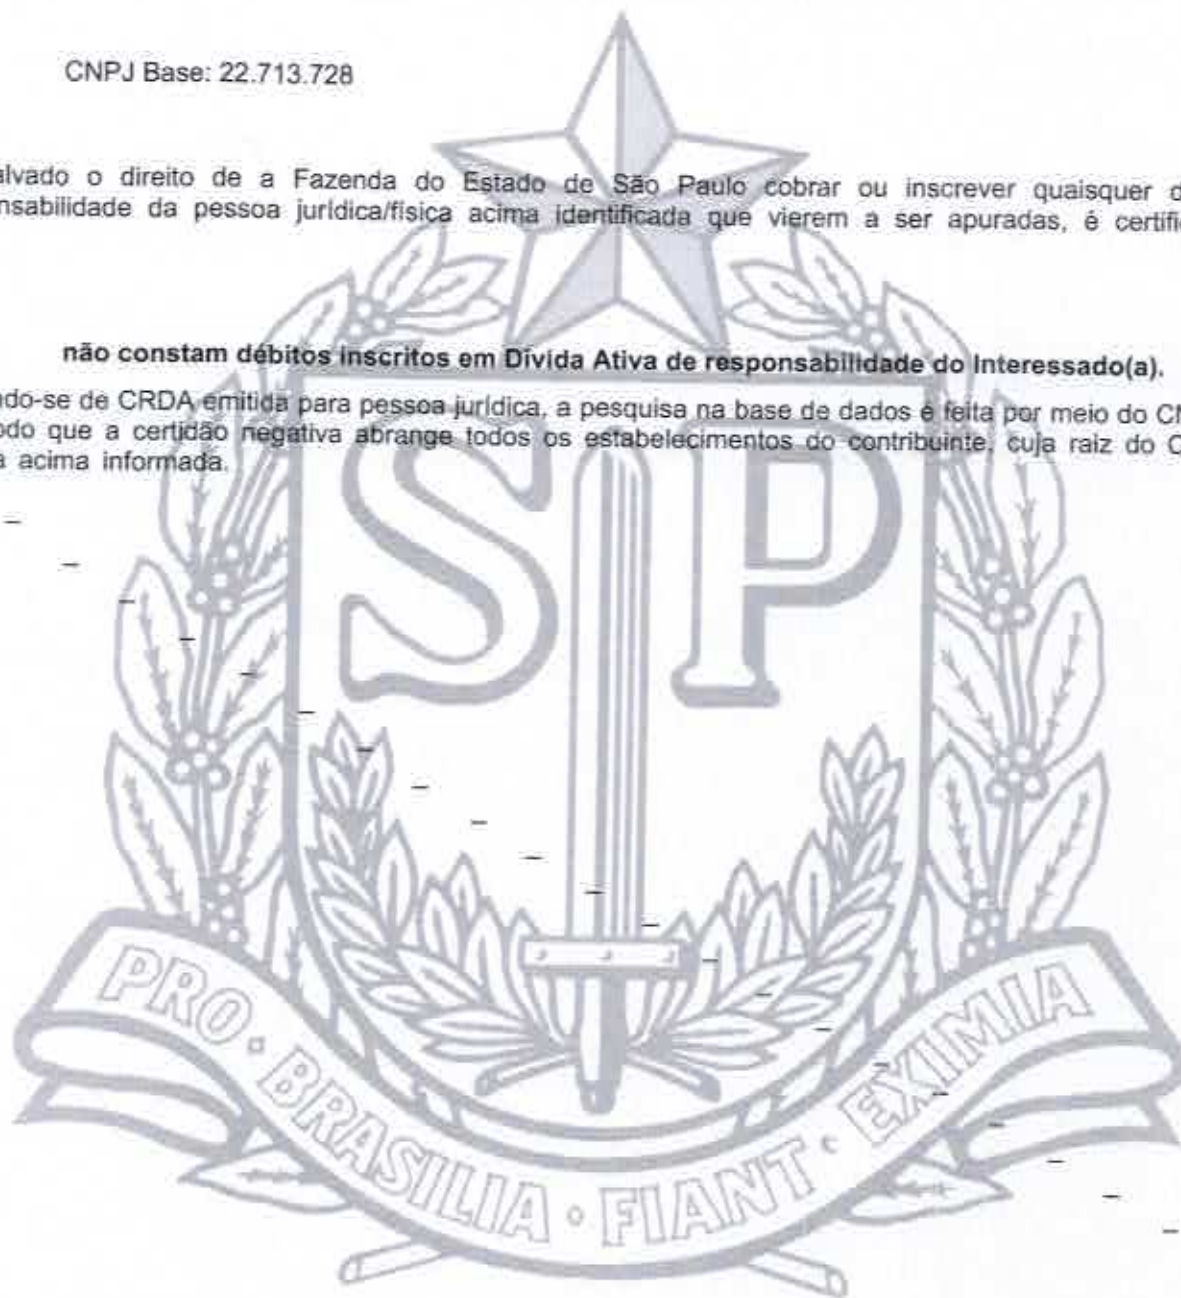 CNPJ Base: 22.713.728
alvado o direito de a Fazenda do Estado de São Paulo cobrar ou inscrever quaisquer d
nsabilidade da pessoa jurídica/física acima identificada que vierem a ser apuradas, é certifi
não constam débitos inscritos em Dívida Ativa de responsabilidade do Interessado(a).
ndo-se de CRDA emitida para pessoa jurídica, a pesquisa na base de dados é feita por meio do CN
odo que a certidão negativa abrange todos os estabelecimentos do contribuinte, cuja raiz do C
a acima informada.
S P
PRO · BRASILIA · FIANT · EXIMIA